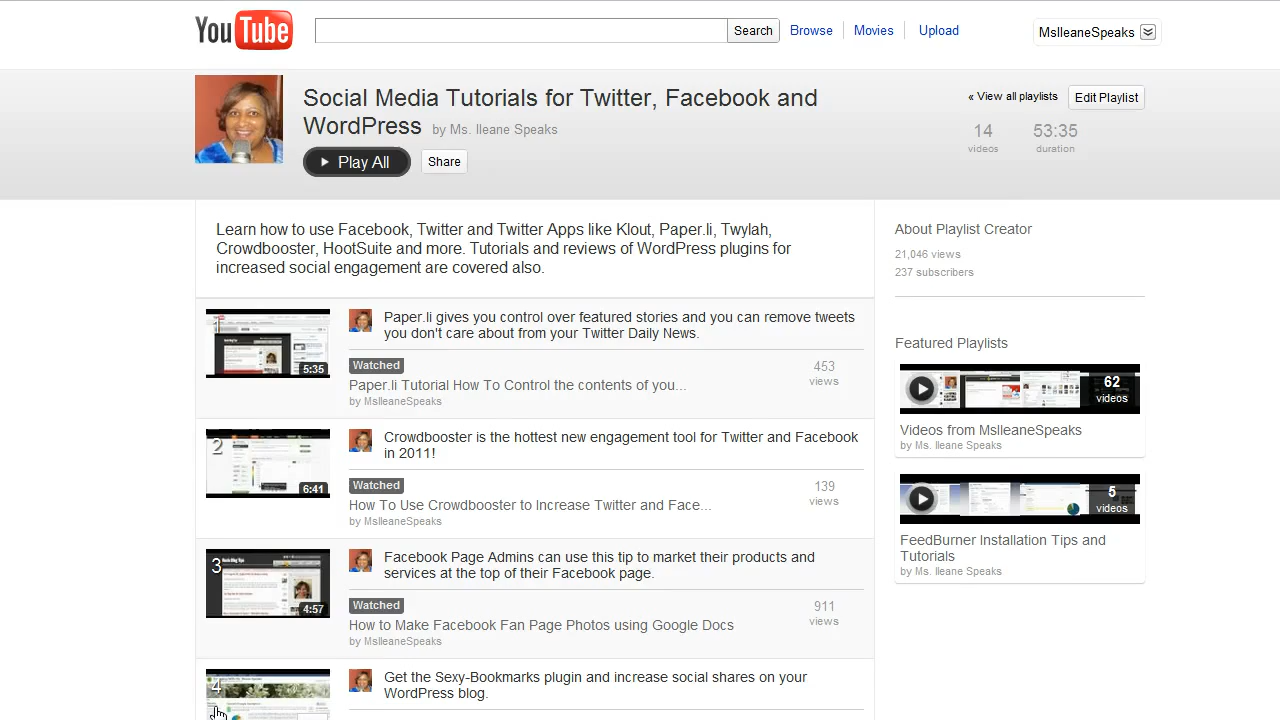 YouTube
Search
Browse
Movies
Upload
MsIleaneSpeaks
Social Media Tutorials for Twitter, Facebook and
WordPress by Ms. Ileane Speaks
Play All
Share
« View all playlists
Edit Playlist
14
videos
53:35
duration
Learn how to use Facebook, Twitter and Twitter Apps like Klout, Paper.li, Twylah,
Crowdbooster, HootSuite and more. Tutorials and reviews of WordPress plugins for
increased social engagement are covered also.
5:35
Paper.li gives you control over featured stories and you can remove tweets
you don't care about from your Twitter Daily News.
Watched
Paper.li Tutorial How To Control the contents of you...
by MsIleaneSpeaks
453
views
2
6:41
Crowdbooster is the hottest new engagement tool for Twitter and Facebook
in 2011!
Watched
How To Use Crowdbooster to Increase Twitter and Face...
by MsIleaneSpeaks
139
views
3
4:57
Facebook Page Admins can use this tip to market their products and
services at the top of their Facebook page.
Watched
How to Make Facebook Fan Page Photos using Google Docs
by MsIleaneSpeaks
911
views
4
Get the Sexy-Bookmarks plugin and increase social shares on your
WordPress blog.
About Playlist Creator
21,046 views
237 subscribers
Featured Playlists
62
videos
Videos from MsIleaneSpeaks
by Ms. Ileane Speaks
5
videos
FeedBurner Installation Tips and
Tutorials
by Ms. Ileane Speaks